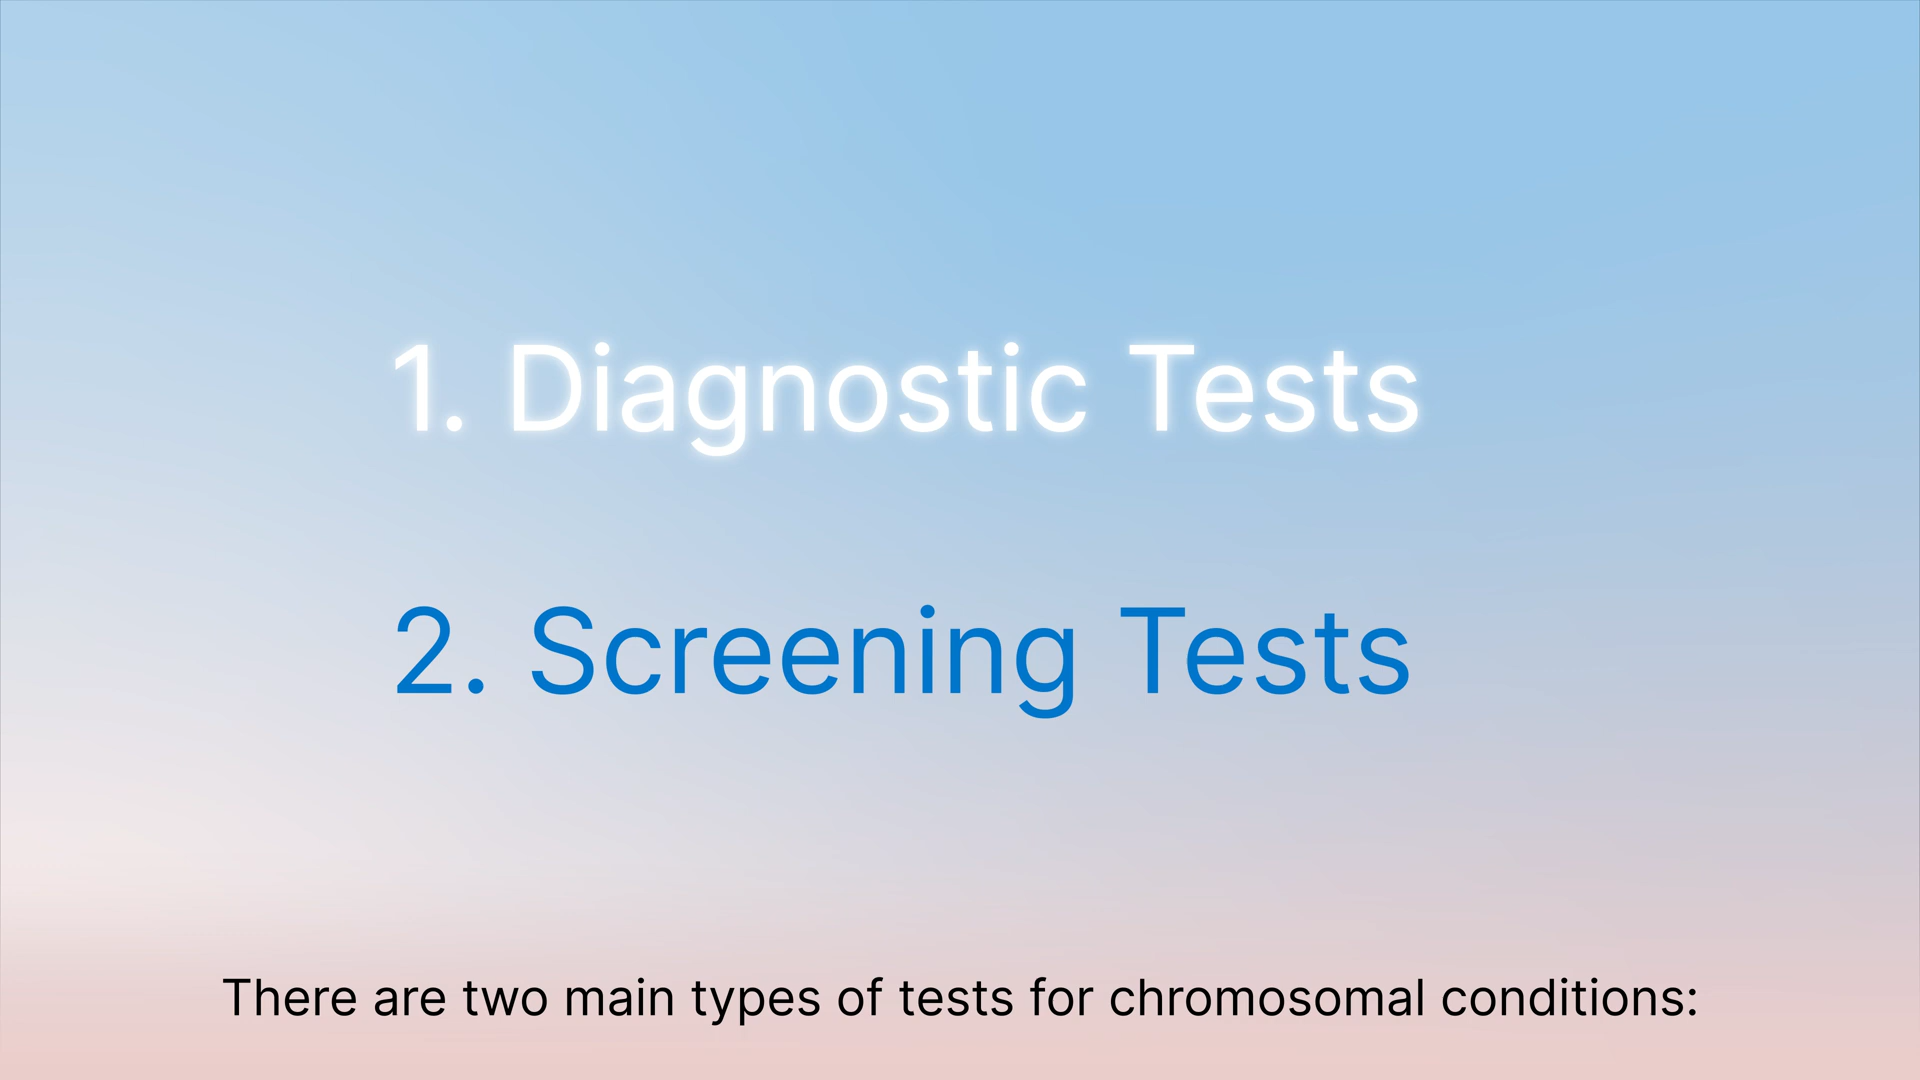 1. Diagnostic Tests
2. Screening Tests
There are two main types of tests for chromosomal conditions: